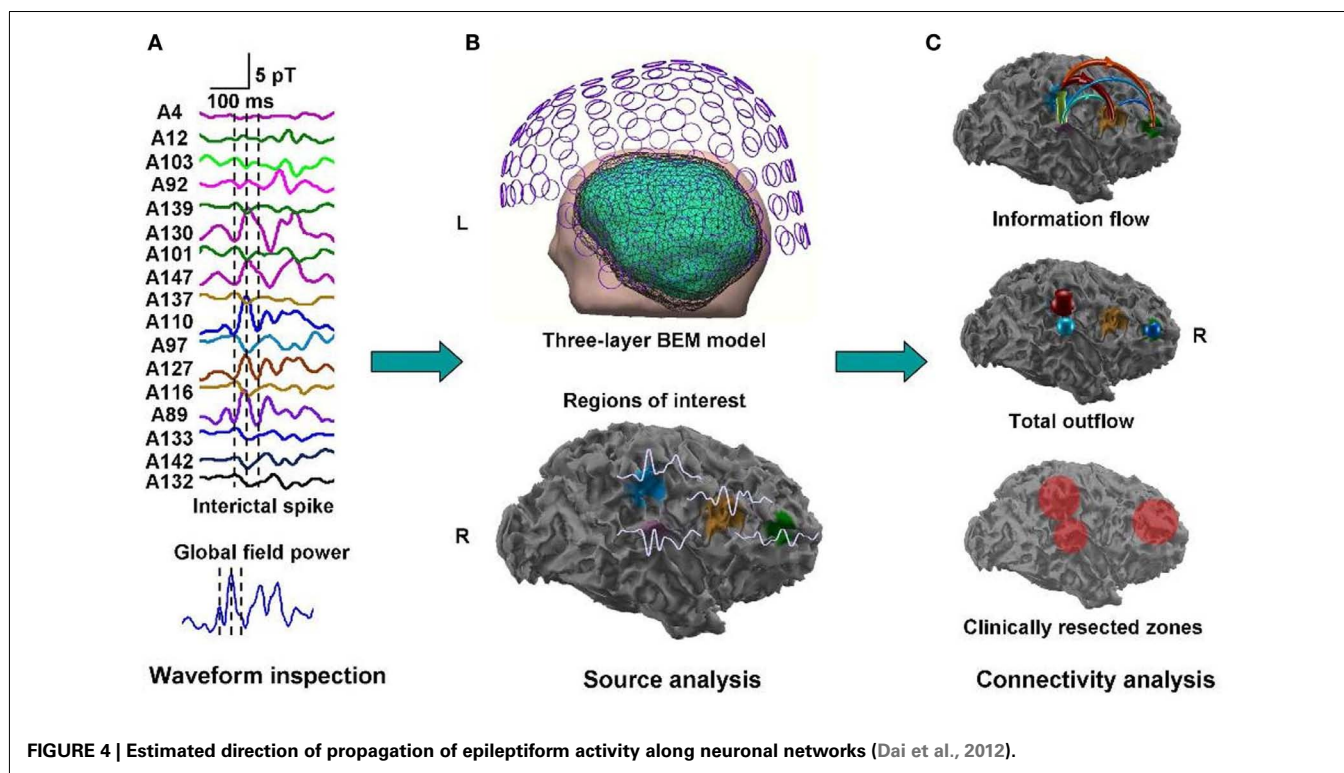 A
5 pT
100 ms
A4
A12
A103
A92
A139
A130
A101
A147
A137
A110
A97
A127
A116
A89
A133
A142
A132
Interictal spike
Global field power
Waveform inspection
B
L
Three-layer BEM model
Regions of interest
R
Source analysis
C
Information flow
R
Total outflow
Clinically resected zones
Connectivity analysis
FIGURE 4 | Estimated direction of propagation of epileptiform activity along neuronal networks (Dai et al., 2012).